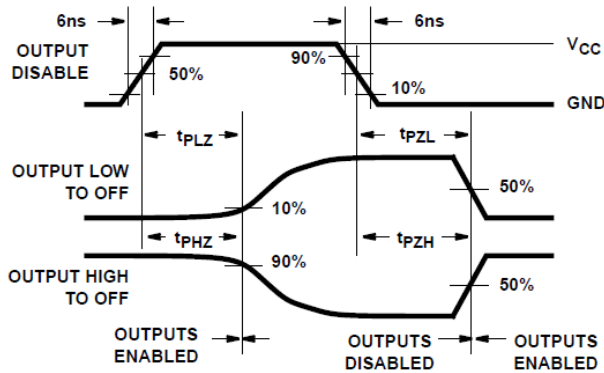 6ns
6ns
OUTPUT
DISABLE
50%
90%
10%
VCC
GND
tPLZ
tPZL
OUTPUT LOW
TO OFF
10%
50%
tPHZ
tPZH
OUTPUT HIGH
TO OFF
90%
50%
OUTPUTS
ENABLED
OUTPUTS
DISABLED
OUTPUTS
ENABLED